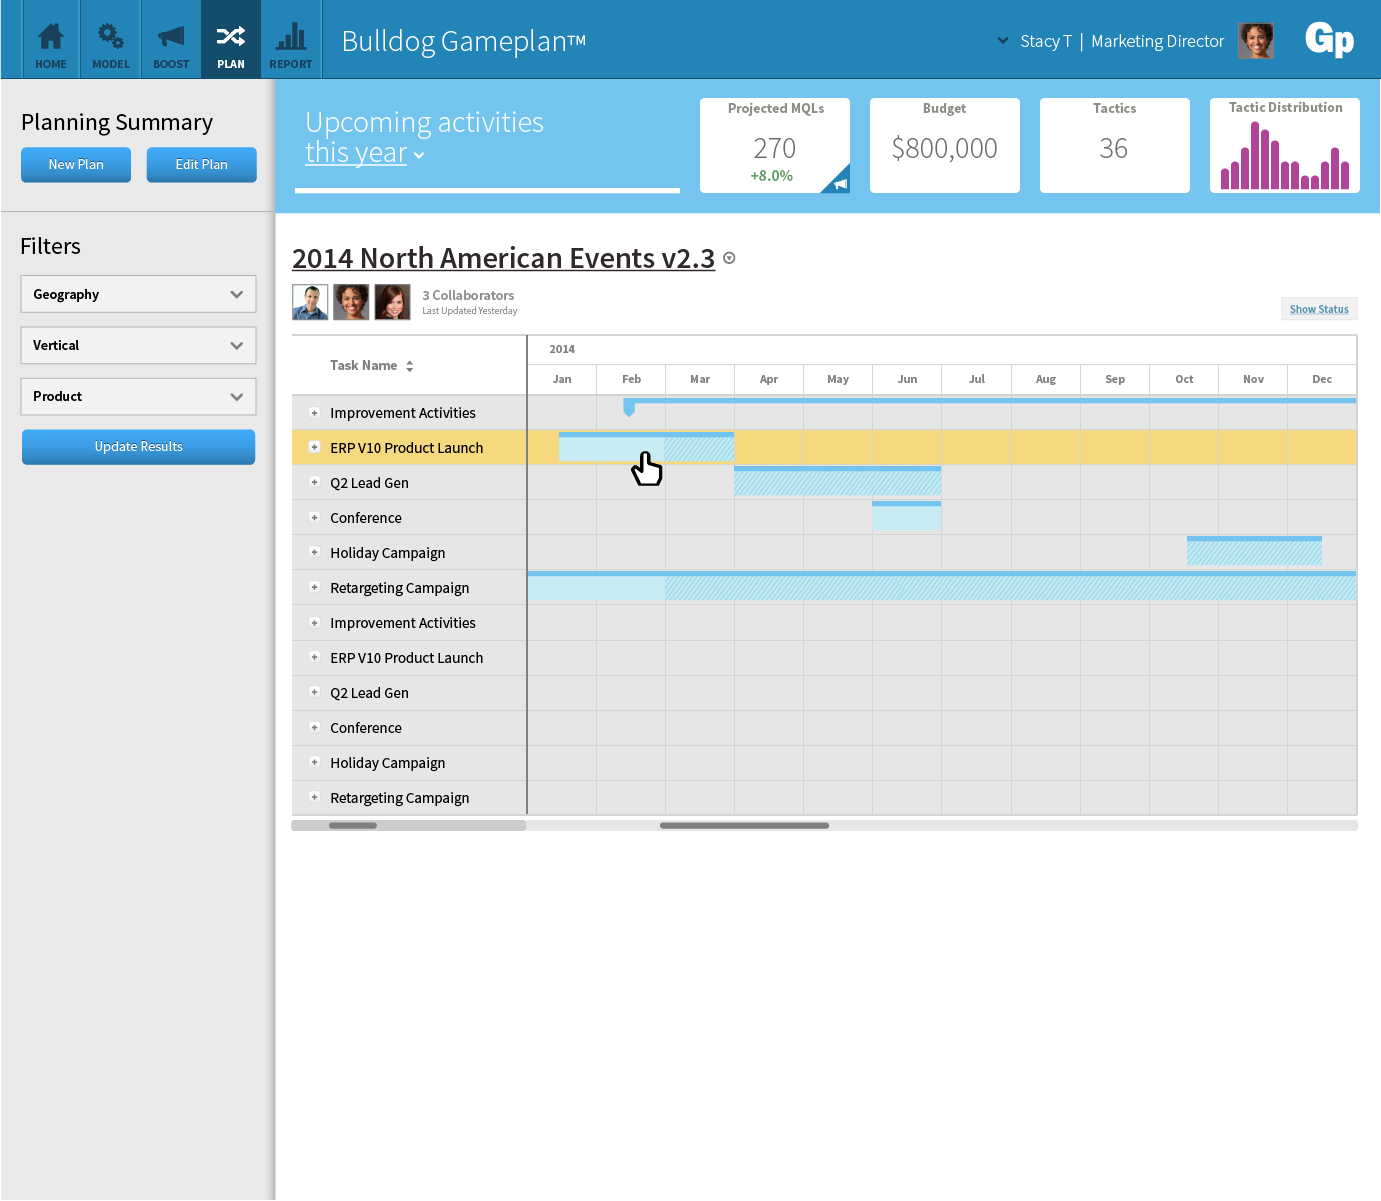 HOME
MODEL
BOOST
PLAN
REPORT
Bulldog Gameplan™
Stacy T | Marketing Director
Gp
Planning Summary
New Plan
Edit Plan
Filters
Geography
Vertical
Product
Update Results
Upcoming activities
this year
Projected MQLs
270
+8.0%
Budget
$800,000
Tactics
36
Tactic Distribution
2014 North American Events v2.3
3 Collaborators
Last Updated Yesterday
Show Status
Task Name
2014
Jan Feb Mar Apr May Jun Jul Aug Sep Oct Nov Dec
Improvement Activities
ERP V10 Product Launch
Q2 Lead Gen
Conference
Holiday Campaign
Retargeting Campaign
Improvement Activities
ERP V10 Product Launch
Q2 Lead Gen
Conference
Holiday Campaign
Retargeting Campaign